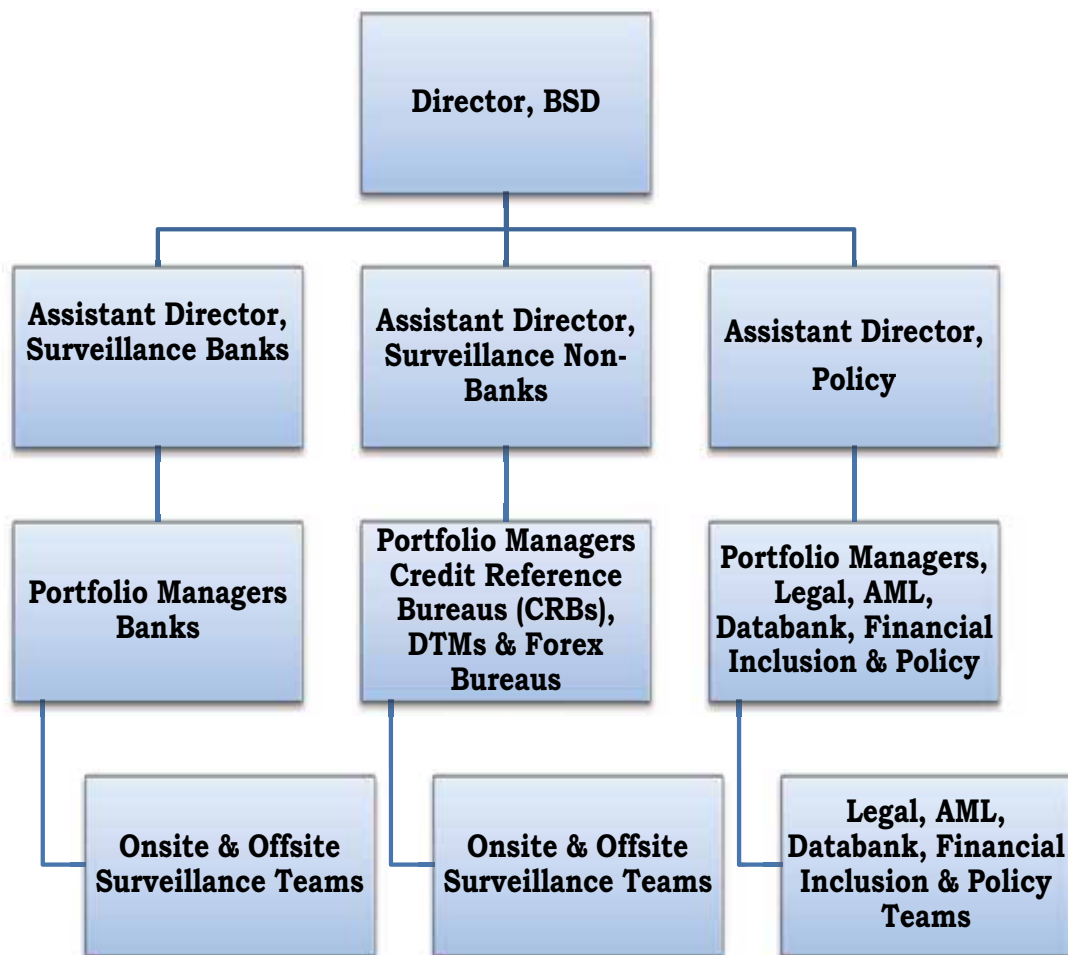 Director, BSD
Assistant Director,
Surveillance Banks
Assistant Director,
Surveillance Non-
Banks
Assistant Director,
Policy
Portfolio Managers
Banks
Portfolio Managers
Credit Reference
Bureaus (CRBs),
DTMs & Forex
Bureaus
Portfolio Managers,
Legal, AML,
Databank, Financial
Inclusion & Policy
Onsite & Offsite
Surveillance Teams
Onsite & Offsite
Surveillance Teams
Legal, AML,
Databank, Financial
Inclusion & Policy
Teams